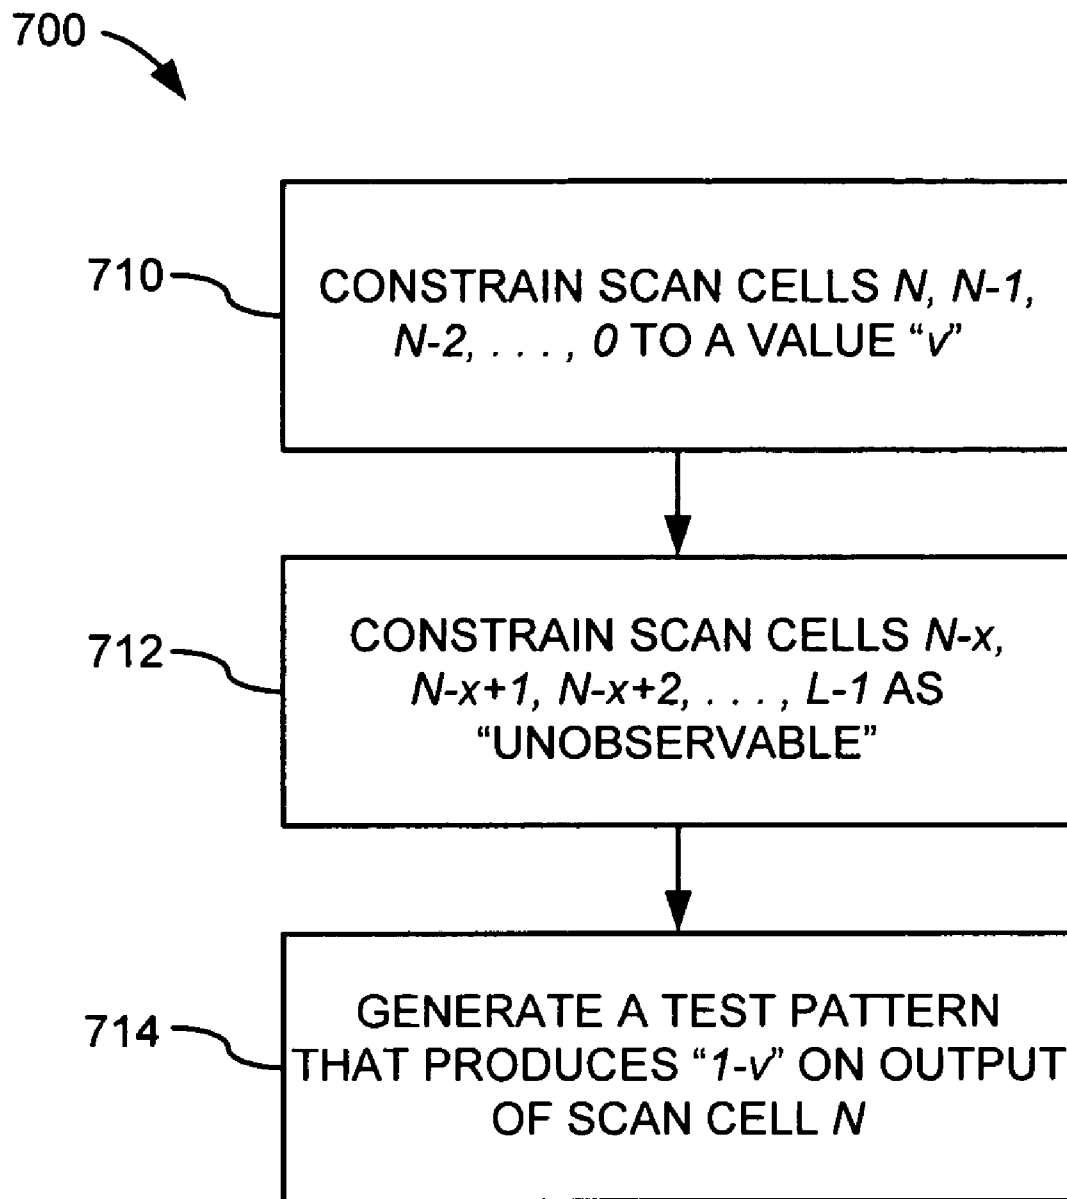 700
710
CONSTRAIN SCAN CELLS N, N-1,
N-2, . . . , 0 TO A VALUE “v”
712
CONSTRAIN SCAN CELLS N-x,
N-x+1, N-x+2, . . . , L-1 AS
“UNOBSERVABLE”
714
GENERATE A TEST PATTERN
THAT PRODUCES “1-v” ON OUTPUT
OF SCAN CELL N